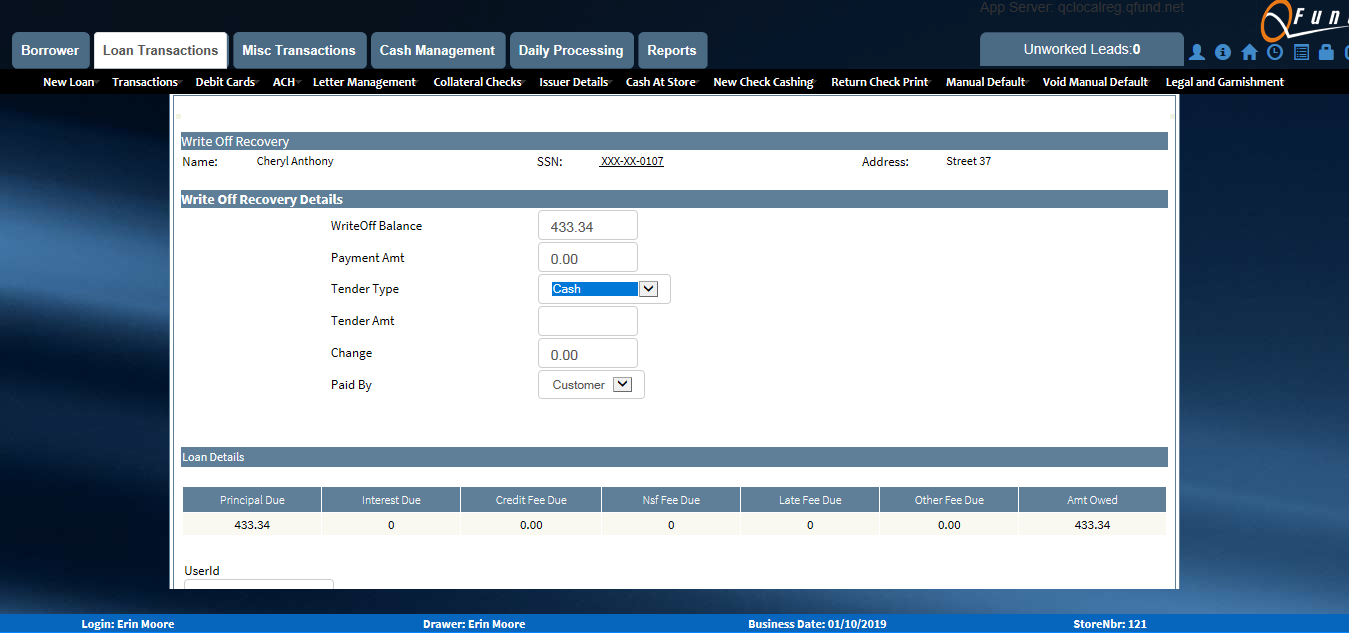 App Server: qclocalreg.qfund.net
QFun
Borrower Loan Transactions Misc Transactions Cash Management Daily Processing Reports Unworked Leads:0
New Loan Transactions Debit Cards ACH Letter Management Collateral Checks Issuer Details Cash At Store New Check Cashing Return Check Print Manual Default Void Manual Default Legal and Garnishment
Write Off Recovery
Name: Cheryl Anthony SSN: XXX-XX-0107 Address: Street 37
Write Off Recovery Details
WriteOff Balance 433.34
Payment Amt 0.00
Tender Type Cash
Tender Amt
Change 0.00
Paid By Customer
Loan Details
Principal Due Interest Due Credit Fee Due Nsf Fee Due Late Fee Due Other Fee Due Amt Owed
433.34 0 0.00 0 0 0.00 433.34
UserId
Login: Erin Moore Drawer: Erin Moore Business Date: 01/10/2019 StoreNbr: 121